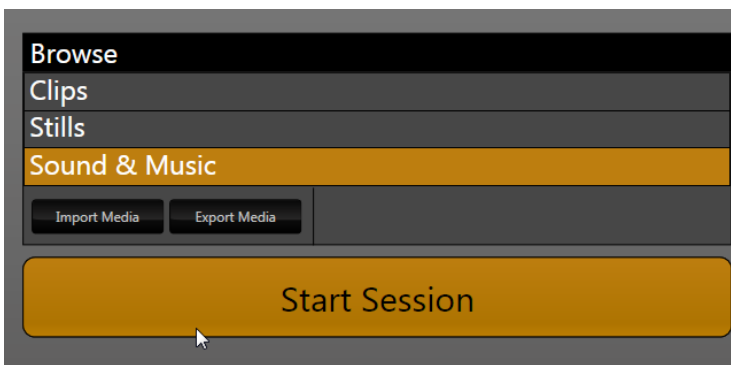 Browse
Clips
Stills
Sound & Music
Import Media Export Media
Start Session